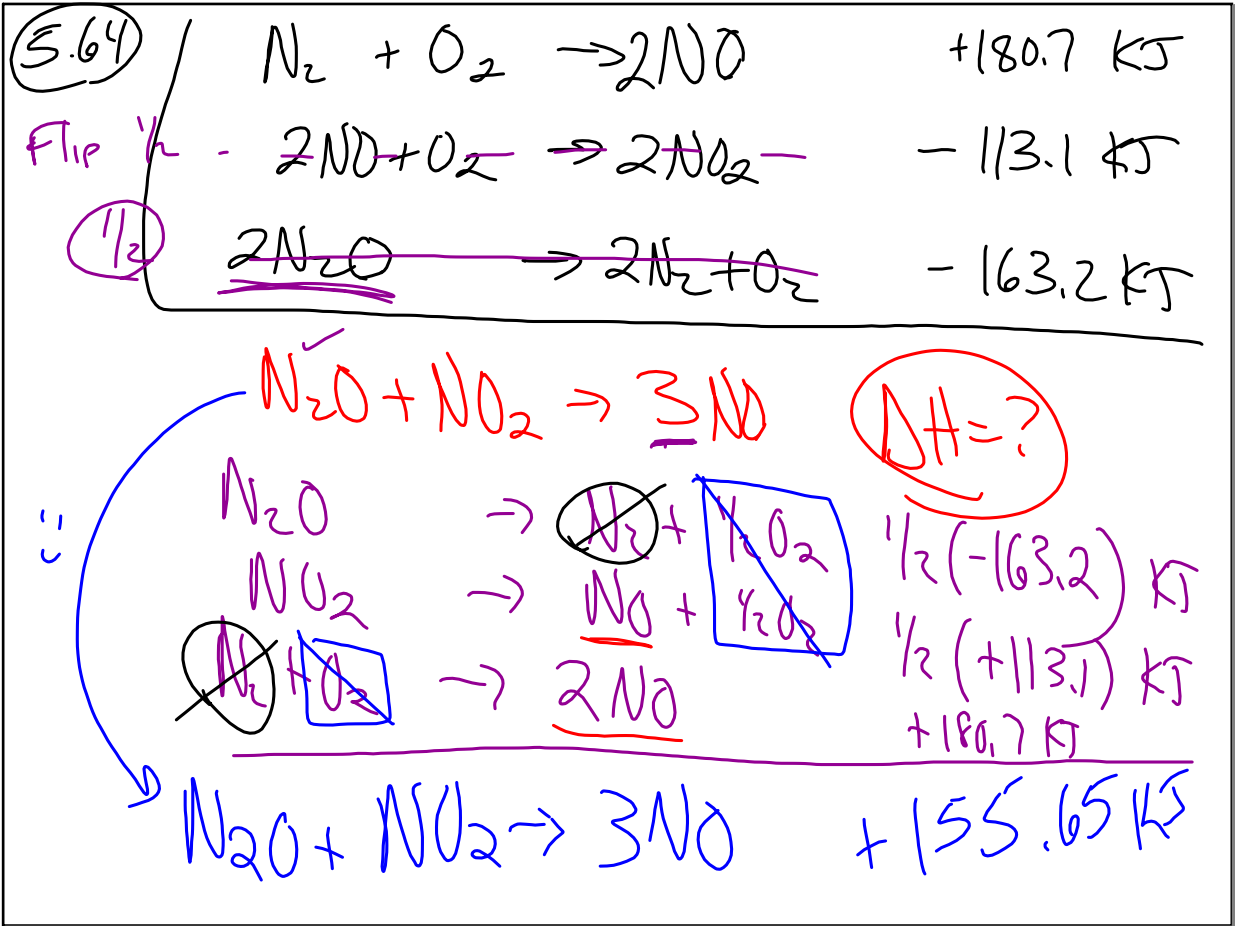 5.64 N₂ + O₂ → 2NO +180.7 KJ
Flip ½ 2NO + O₂ → 2NO₂ - 113.1 KJ
½ 2N₂O → 2N₂ + O₂ - 163.2 KJ
N₂O + NO₂ → 3NO ΔH = ?
N₂O → N₂ + ½O₂ ½(-163.2) KJ
NO₂ → NO + ½O₂ ½(+113.1) KJ
N₂ + O₂ → 2NO +180.7 KJ
N₂O + NO₂ → 3NO +155.65 KJ